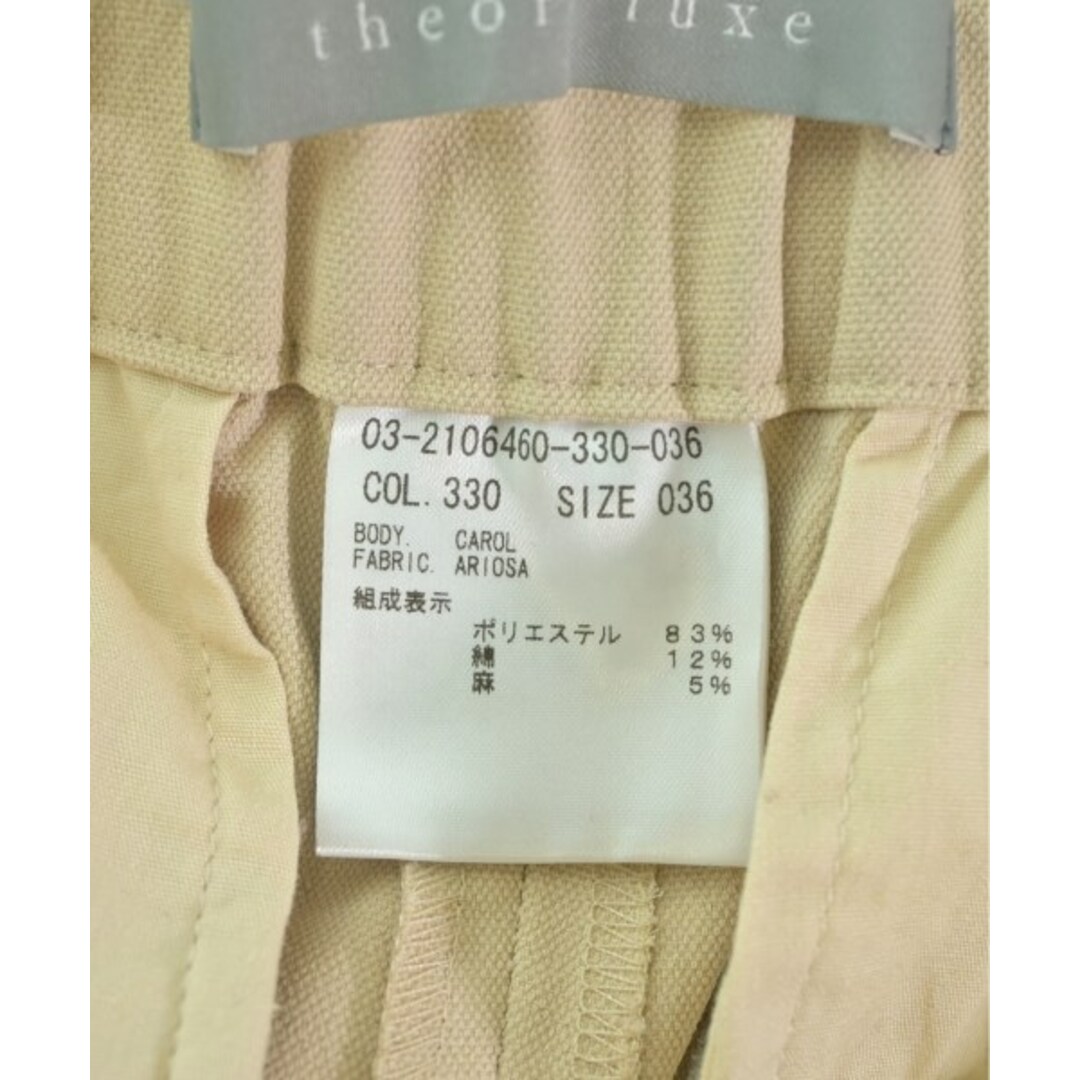 luxe
03-2106460-330-036
COL. 330 SIZE 036
BODY. CAROL
FABRIC. ARIOSA
組成表示
ポリエステル 83%
綿 12%
麻 5%